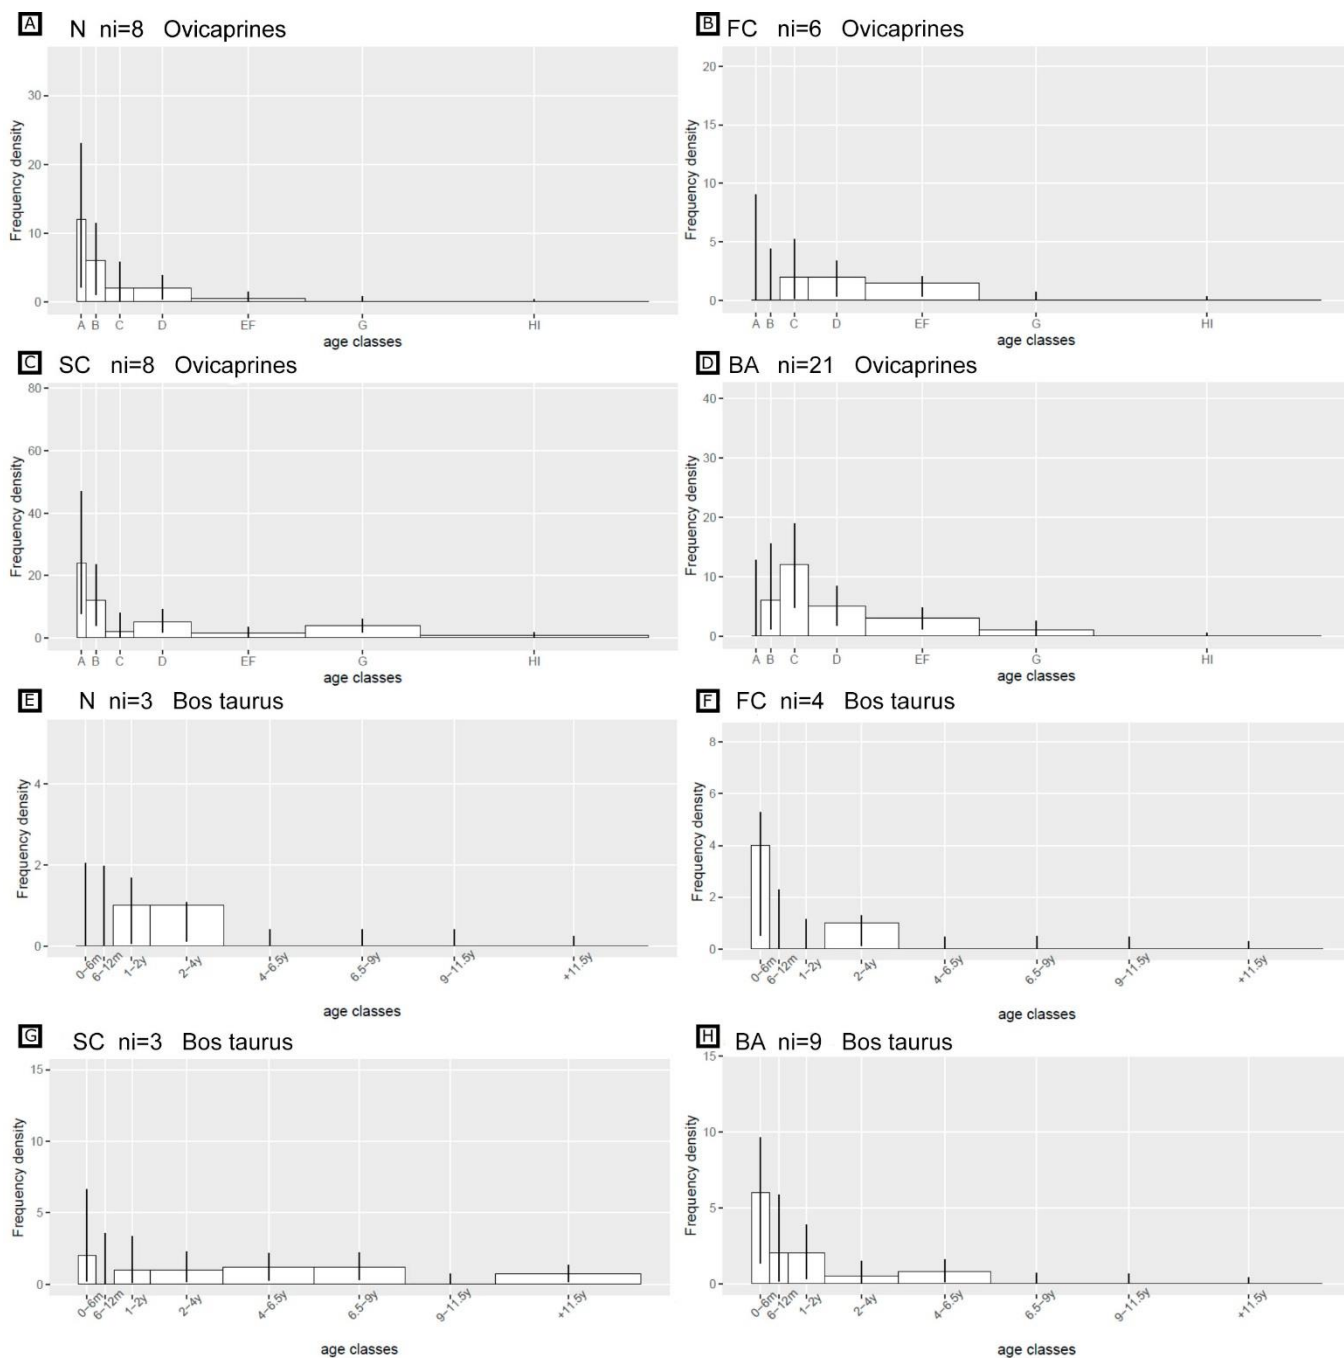 A N ni=8 Ovicaprines
Frequency density
30
20
10
0
A B C D EF G HI
age classes
B FC ni=6 Ovicaprines
Frequency density
20
15
10
5
0
A B C D EF G HI
age classes
C SC ni=8 Ovicaprines
Frequency density
80
60
40
20
0
A B C D EF G HI
age classes
D BA ni=21 Ovicaprines
Frequency density
40
30
20
10
0
A B C D EF G HI
age classes
E N ni=3 Bos taurus
Frequency density
4
2
0
0-6m 6-12m 1-2y 2-4y 4-6.5y 6.5-9y 9-11.5y +11.5y
age classes
F FC ni=4 Bos taurus
Frequency density
8
6
4
2
0
0-6m 6-12m 1-2y 2-4y 4-6.5y 6.5-9y 9-11.5y +11.5y
age classes
G SC ni=3 Bos taurus
Frequency density
15
10
5
0
0-6m 6-12m 1-2y 2-4y 4-6.5y 6.5-9y 9-11.5y +11.5y
age classes
H BA ni=9 Bos taurus
Frequency density
15
10
5
0
0-6m 6-12m 1-2y 2-4y 4-6.5y 6.5-9y 9-11.5y +11.5y
age classes